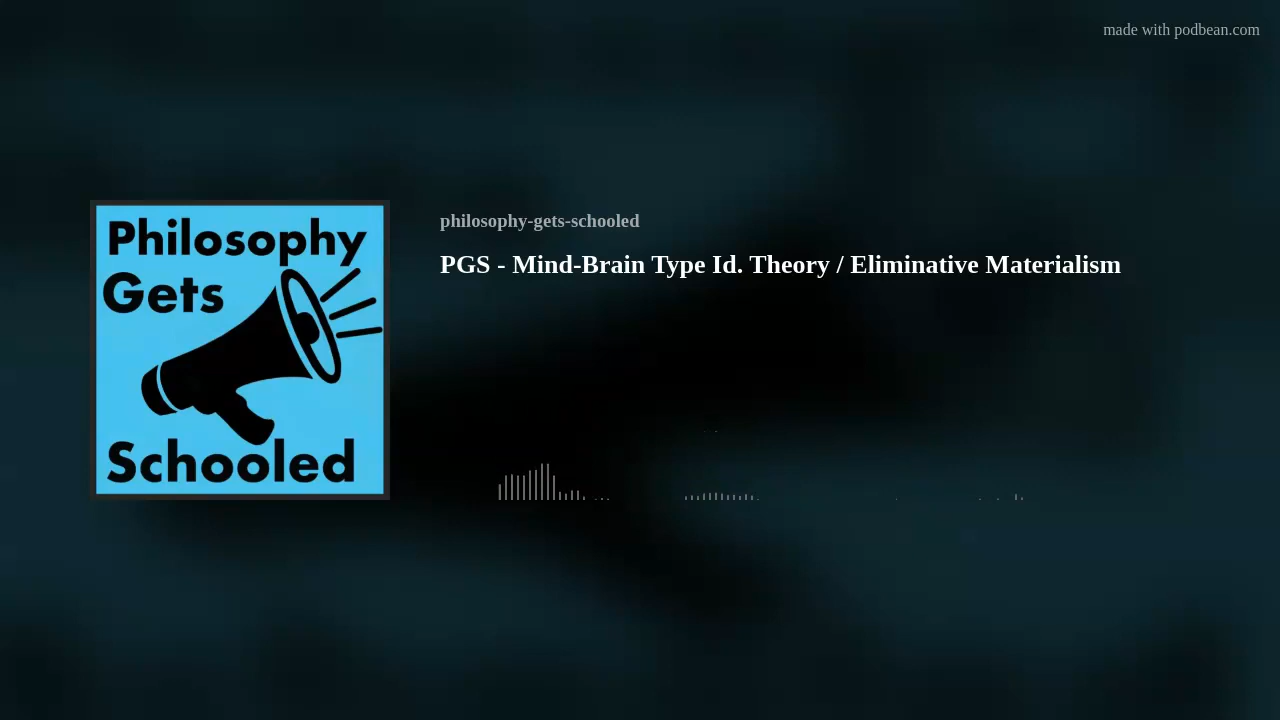 made with podbean.com
Philosophy
Gets
Schooled
philosophy-gets-schooled
PGS - Mind-Brain Type Id. Theory / Eliminative Materialism